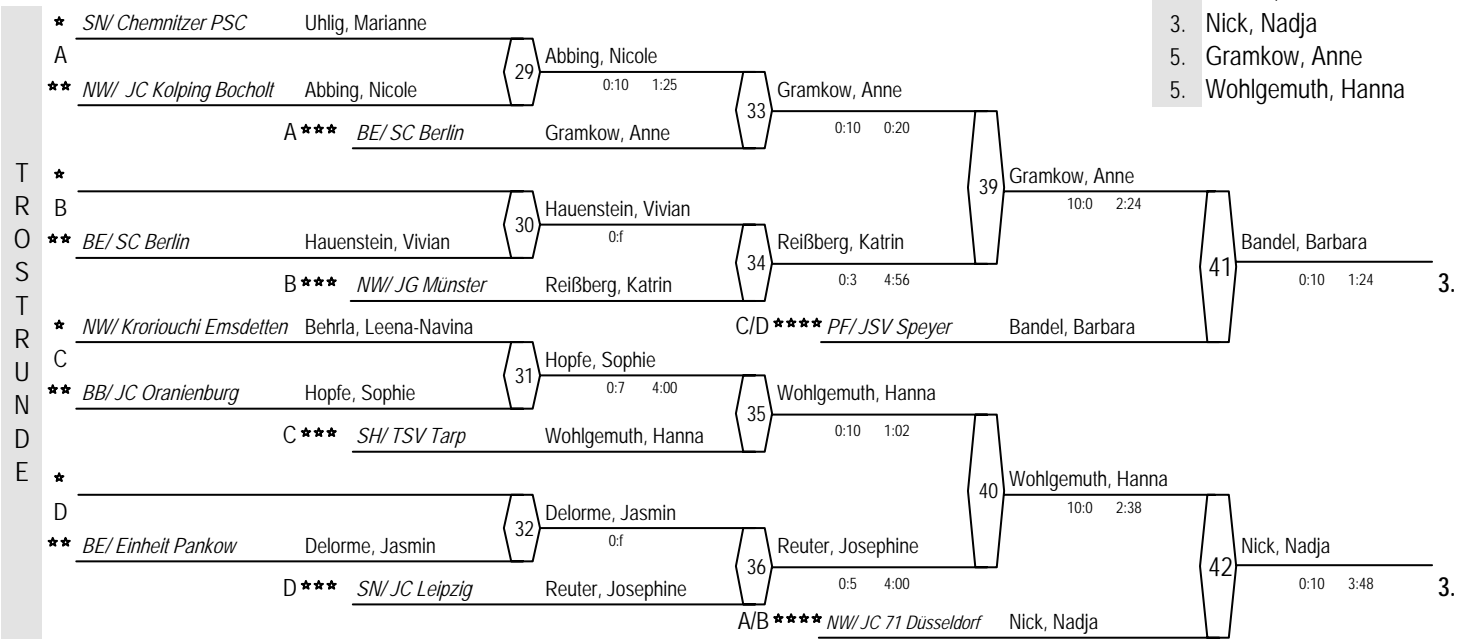 ★ SN/ Chemnitzer PSC Uhlig, Marianne
3. Nick, Nadja
A
29
Abbing, Nicole
5. Gramkow, Anne
★★ NW/ JC Kolping Bocholt Abbing, Nicole
0:10 1:25
33
Gramkow, Anne
5. Wohlgemuth, Hanna
A ★★★ BE/ SC Berlin Gramkow, Anne
0:10 0:20
TROSTRUNDE
★
39
Gramkow, Anne
B
30
Hauenstein, Vivian
10:0 2:24
★★ BE/ SC Berlin Hauenstein, Vivian
0:f
34
Reißberg, Katrin
41
Bandel, Barbara
B ★★★ NW/ JG Münster Reißberg, Katrin
0:3 4:56
0:10 1:24 3.
★ NW/ Kroriouchi Emsdetten Behrla, Leena-Navina
C/D ★★★★ PF/ JSV Speyer Bandel, Barbara
C
31
Hopfe, Sophie
★★ BB/ JC Oranienburg Hopfe, Sophie
0:7 4:00
35
Wohlgemuth, Hanna
C ★★★ SH/ TSV Tarp Wohlgemuth, Hanna
0:10 1:02
★
40
Wohlgemuth, Hanna
D
32
Delorme, Jasmin
10:0 2:38
★★ BE/ Einheit Pankow Delorme, Jasmin
0:f
36
Reuter, Josephine
42
Nick, Nadja
D ★★★ SN/ JC Leipzig Reuter, Josephine
0:5 4:00
0:10 3:48 3.
A/B ★★★★ NW/ JC 71 Düsseldorf Nick, Nadja